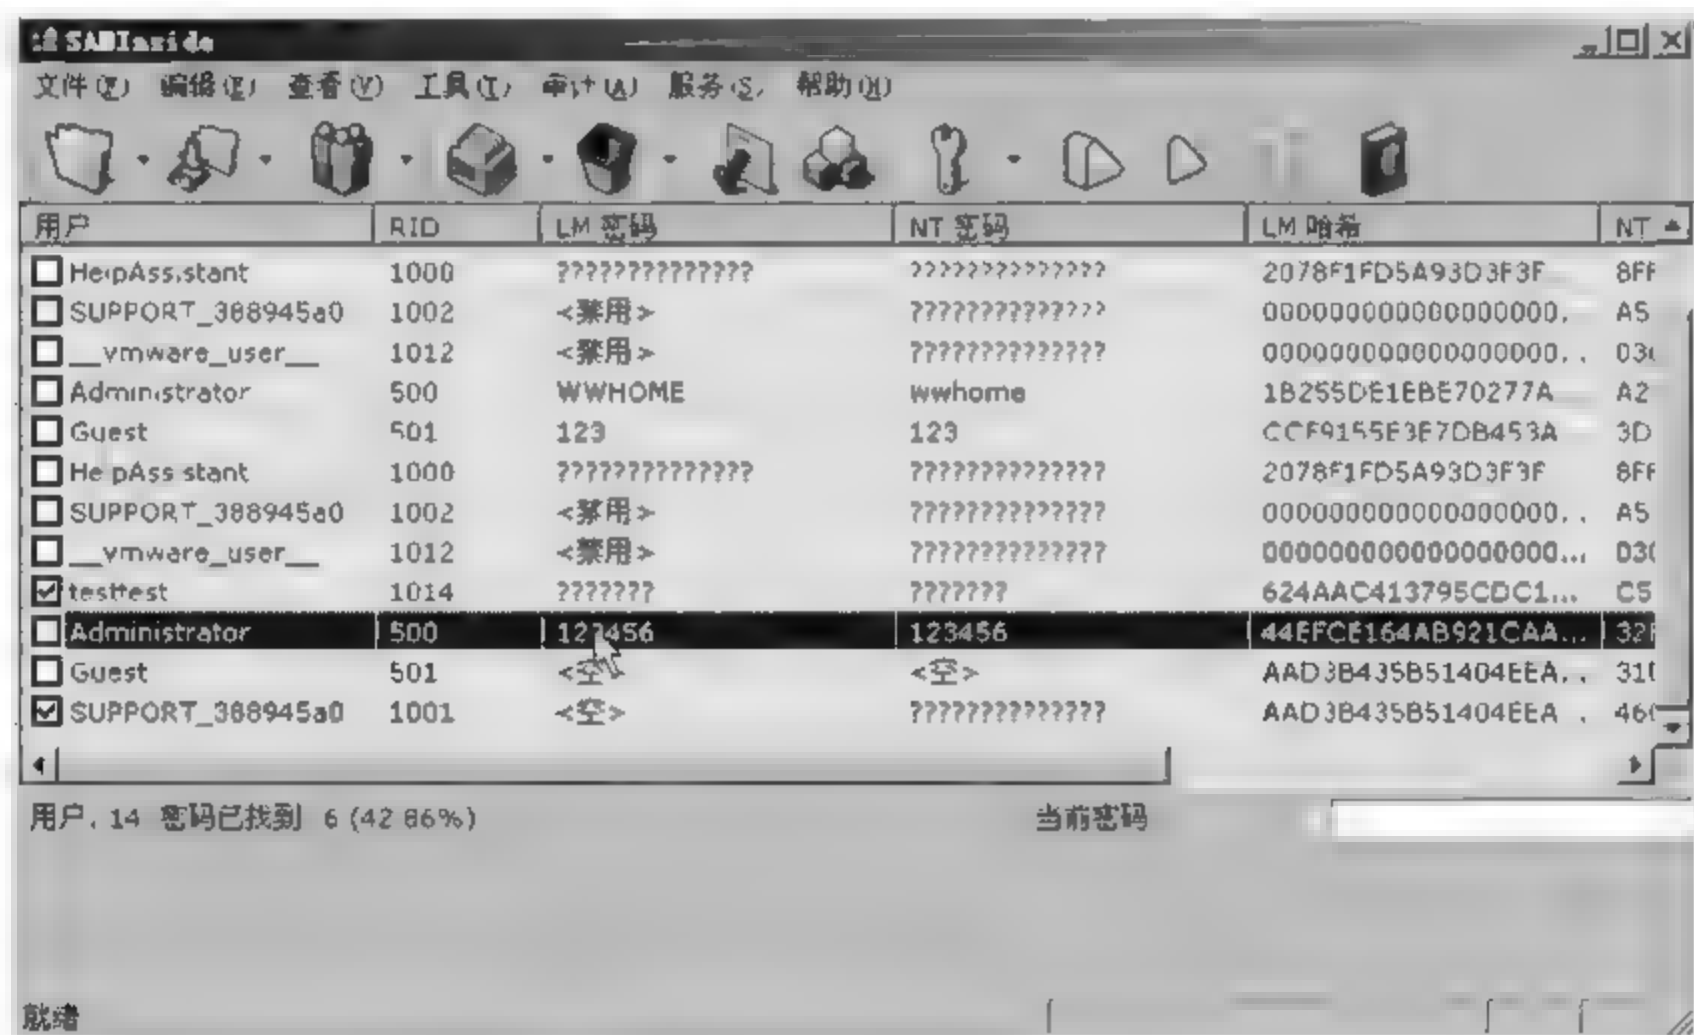 SAMInside
文件(F) 编辑(E) 查看(V) 工具(T) 审计(A) 服务(S) 帮助(H)
用户 RID LM 密码 NT 密码 LM 哈希 NT
HelpAssistant 1000 ?????????????? ?????????????? 2078F1FD5A93D3F3F 8FF
SUPPORT_388945a0 1002 <禁用> ?????????????? 000000000000000000.. A5
__vmware_user__ 1012 <禁用> ?????????????? 000000000000000000.. 030
Administrator 500 WWHOME wwhome 1B255DE1EBE70277A A2
Guest 501 123 123 CCF9155E3E7DB453A 3D
HelpAssistant 1000 ?????????????? ?????????????? 2078F1FD5A93D3F3F 8FF
SUPPORT_388945a0 1002 <禁用> ?????????????? 000000000000000000.. A5
__vmware_user__ 1012 <禁用> ?????????????? 000000000000000000... 030
testtest 1014 ??????? ??????? 624AAC413795CDC1... C5
Administrator 500 123456 123456 44EFCE164AB921CAA... 32
Guest 501 <空> <空> AAD3B435B51404EEA.. 31
SUPPORT_388945a0 1001 <空> ?????????????? AAD3B435B51404EEA . 46
用户. 14 密码已找到 6 (42 86%) 当前密码
就绪